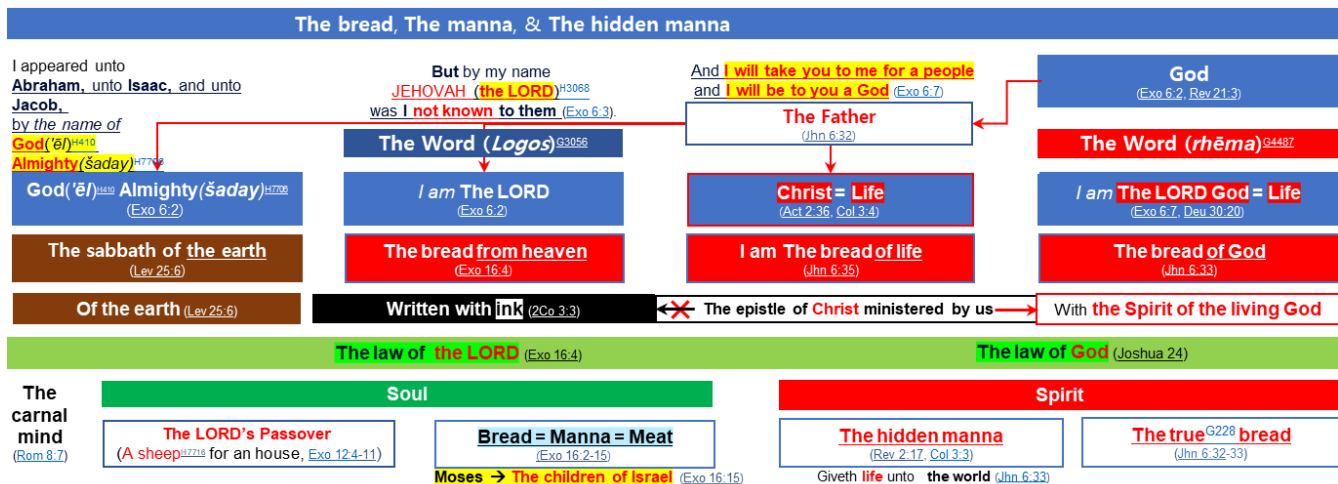 The bread, The manna, & The hidden manna
I appeared unto
Abraham, unto Isaac, and unto
Jacob,
by the name of
God('ēl)H410
Almighty(šaday)H7706
But by my name
JEHOVAH (the LORD)H3068
was I not known to them (Exo 6:3).
And I will take you to me for a people
and I will be to you a God (Exo 6:7)
God
(Exo 6:2, Rev 21:3)
The Father
(Jhn 6:32)
The Word (Logos)G3056
The Word (rhēma)G4487
God('ēl)H410 Almighty(šaday)H7706
(Exo 6:2)
I am The LORD
(Exo 6:2)
Christ = Life
(Act 2:36, Col 3:4)
I am The LORD God = Life
(Exo 6:7, Deu 30:20)
The sabbath of the earth
(Lev 25:6)
The bread from heaven
(Exo 16:4)
I am The bread of life
(Jhn 6:35)
The bread of God
(Jhn 6:33)
Of the earth (Lev 25:6)
Written with ink (2Co 3:3)
The epistle of Christ ministered by us
With the Spirit of the living God
The law of the LORD (Exo 16:4)
The law of God (Joshua 24)
The
carnal
mind
(Rom 8:7)
Soul
Spirit
The LORD's Passover
(A sheepH7716 for an house, Exo 12:4-11)
Bread = Manna = Meat
(Exo 16:2-15)
Moses → The children of Israel (Exo 16:15)
The hidden manna
(Rev 2:17, Col 3:3)
Giveth life unto the world (Jhn 6:33)
The trueG228 bread
(Jhn 6:32-33)